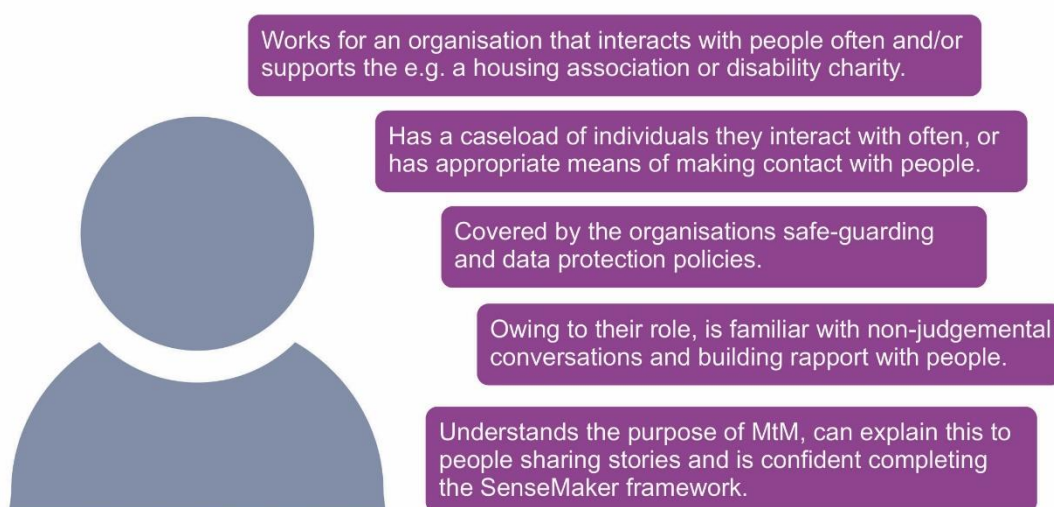 Works for an organisation that interacts with people often and/or
supports the e.g. a housing association or disability charity.
Has a caseload of individuals they interact with often, or
has appropriate means of making contact with people.
Covered by the organisations safe-guarding
and data protection policies.
Owing to their role, is familiar with non-judgemental
conversations and building rapport with people.
Understands the purpose of MtM, can explain this to
people sharing stories and is confident completing
the SenseMaker framework.